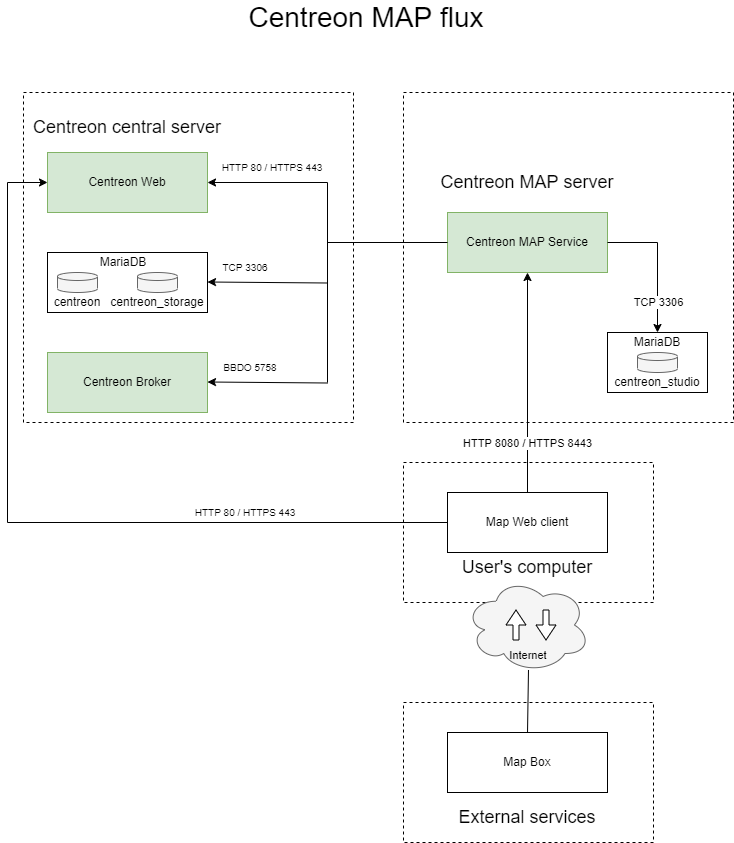 Centreon MAP flux
Centreon central server
Centreon Web
HTTP 80 / HTTPS 443
MariaDB
centreon
centreon_storage
TCP 3306
Centreon Broker
BBDO 5758
Centreon MAP server
Centreon MAP Service
TCP 3306
MariaDB
centreon_studio
HTTP 8080 / HTTPS 8443
HTTP 80 / HTTPS 443
Map Web client
User's computer
Internet
Map Box
External services